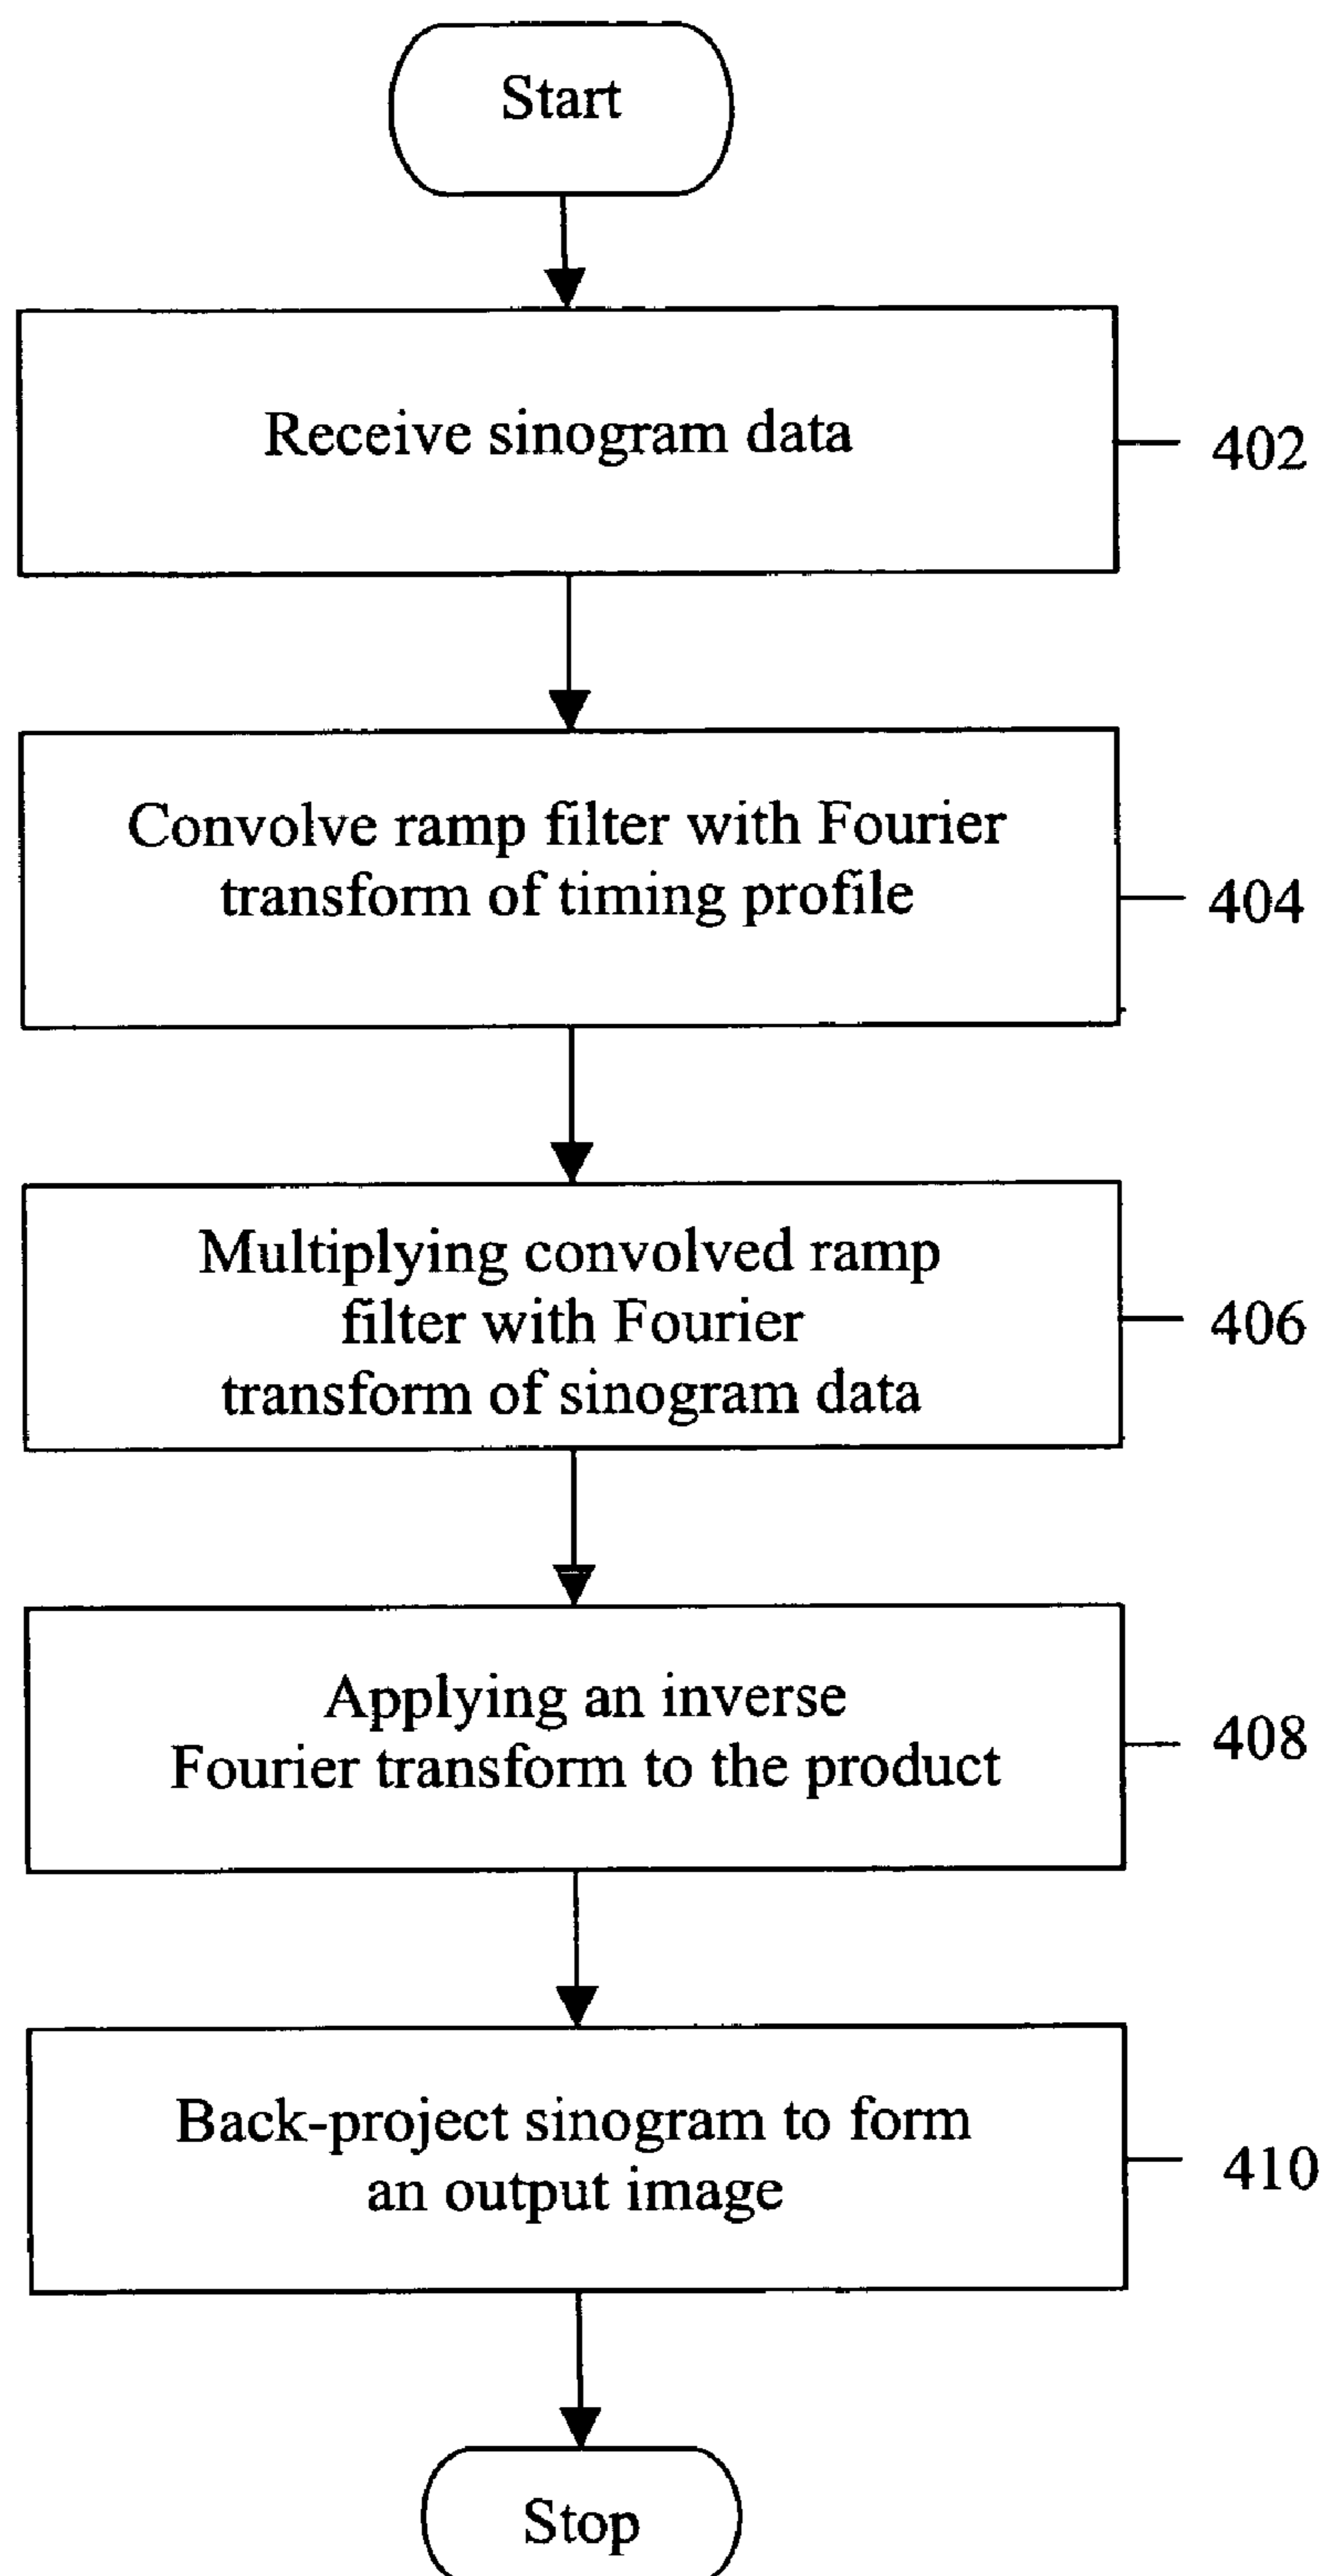 Start
Receive sinogram data
402
Convolve ramp filter with Fourier
transform of timing profile
404
Multiplying convolved ramp
filter with Fourier
transform of sinogram data
406
Applying an inverse
Fourier transform to the product
408
Back-project sinogram to form
an output image
410
Stop